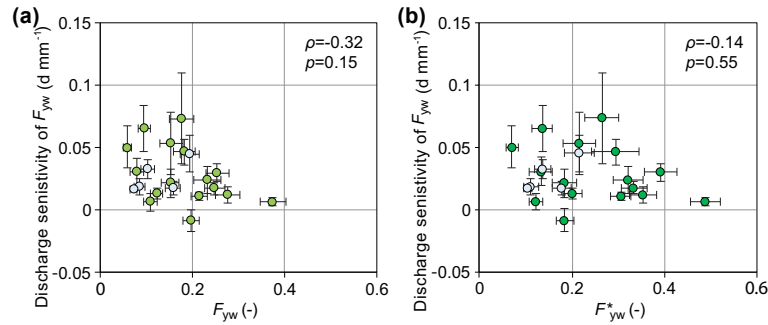 (a)
Discharge senistivity of Fyw (d mm⁻¹)
0.15
0.1
0.05
0
-0.05
ρ=-0.32
p=0.15
0
0.2
0.4
0.6
Fyw (-)
(b)
Discharge senistivity of Fyw (d mm⁻¹)
0.15
0.1
0.05
0
-0.05
ρ=-0.14
p=0.55
0
0.2
0.4
0.6
F*yw (-)